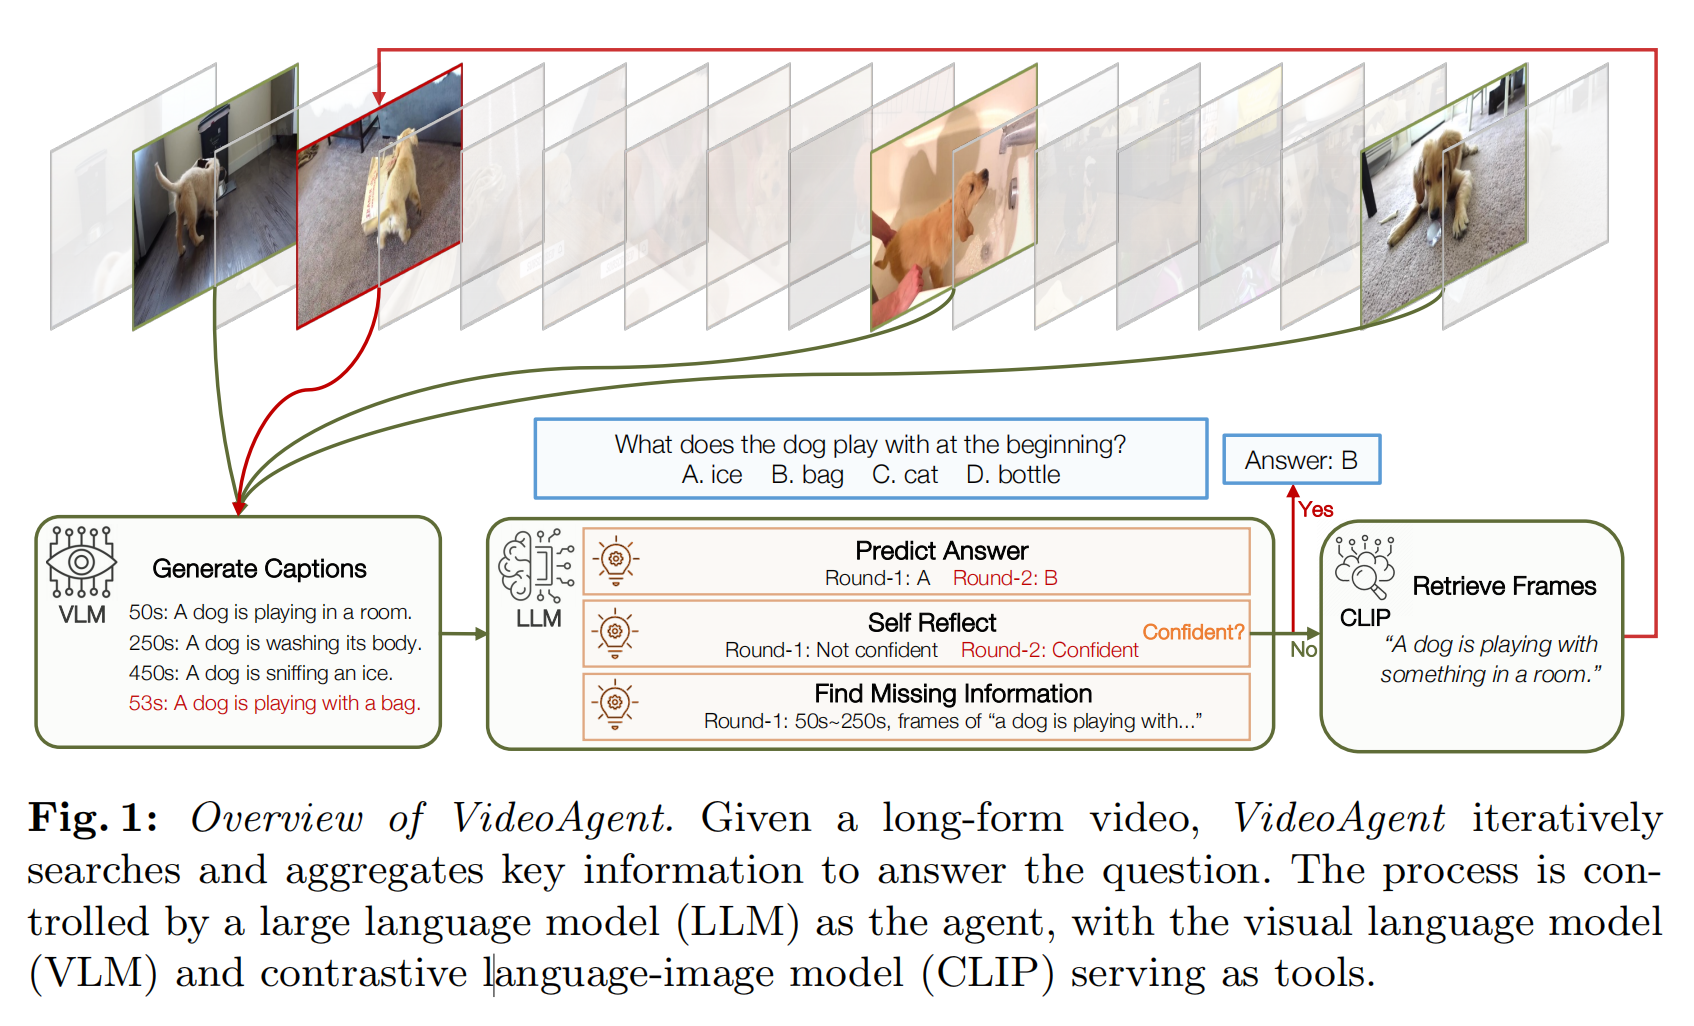 What does the dog play with at the beginning?
A. ice B. bag C. cat D. bottle
Answer: B
Yes
VLM
Generate Captions
50s: A dog is playing in a room.
250s: A dog is washing its body.
450s: A dog is sniffing an ice.
53s: A dog is playing with a bag.
LLM
Predict Answer
Round-1: A Round-2: B
Self Reflect
Round-1: Not confident Round-2: Confident
Confident?
Find Missing Information
Round-1: 50s~250s, frames of “a dog is playing with...”
No
CLIP
Retrieve Frames
“A dog is playing with
something in a room.”
Fig. 1: Overview of VideoAgent. Given a long-form video, VideoAgent iteratively
searches and aggregates key information to answer the question. The process is con-
trolled by a large language model (LLM) as the agent, with the visual language model
(VLM) and contrastive language-image model (CLIP) serving as tools.